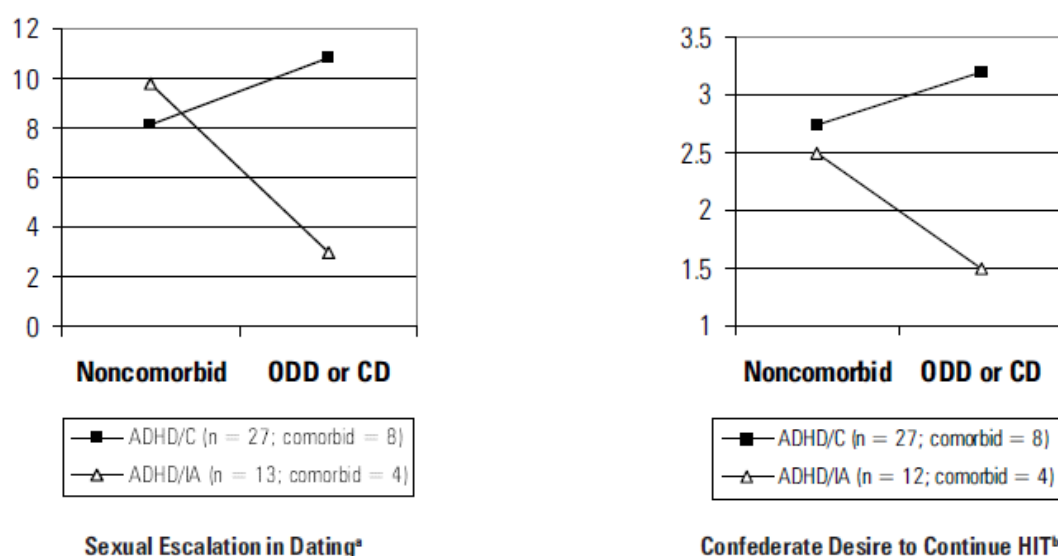 12
10
8
6
4
2
0
Noncomorbid ODD or CD
ADHD/C (n = 27; comorbid = 8)
ADHD/IA (n = 13; comorbid = 4)
Sexual Escalation in Datingª
3.5
3
2.5
2
1.5
1
Noncomorbid ODD or CD
ADHD/C (n = 27; comorbid = 8)
ADHD/IA (n = 12; comorbid = 4)
Confederate Desire to Continue HITᵇ